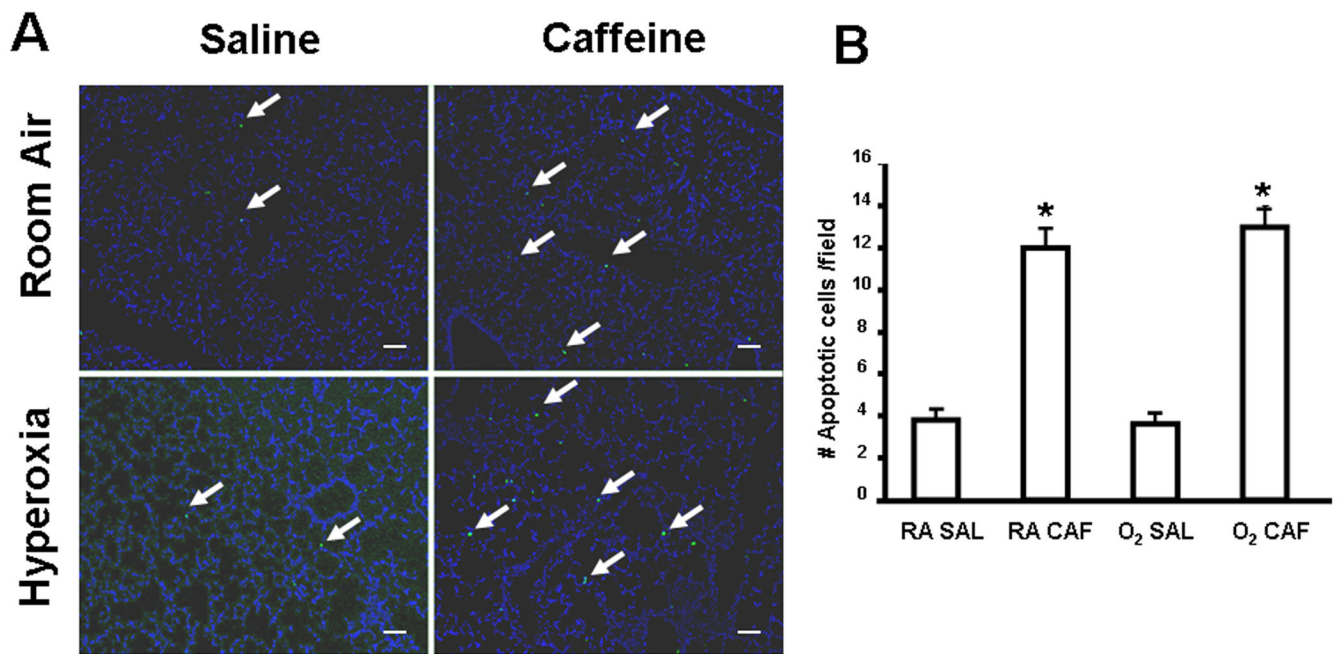 A
Saline
Caffeine
Room Air
Hyperoxia
B
# Apoptotic cells /field
16
14
12
10
8
6
4
2
0
*
*
RA SAL
RA CAF
O₂ SAL
O₂ CAF